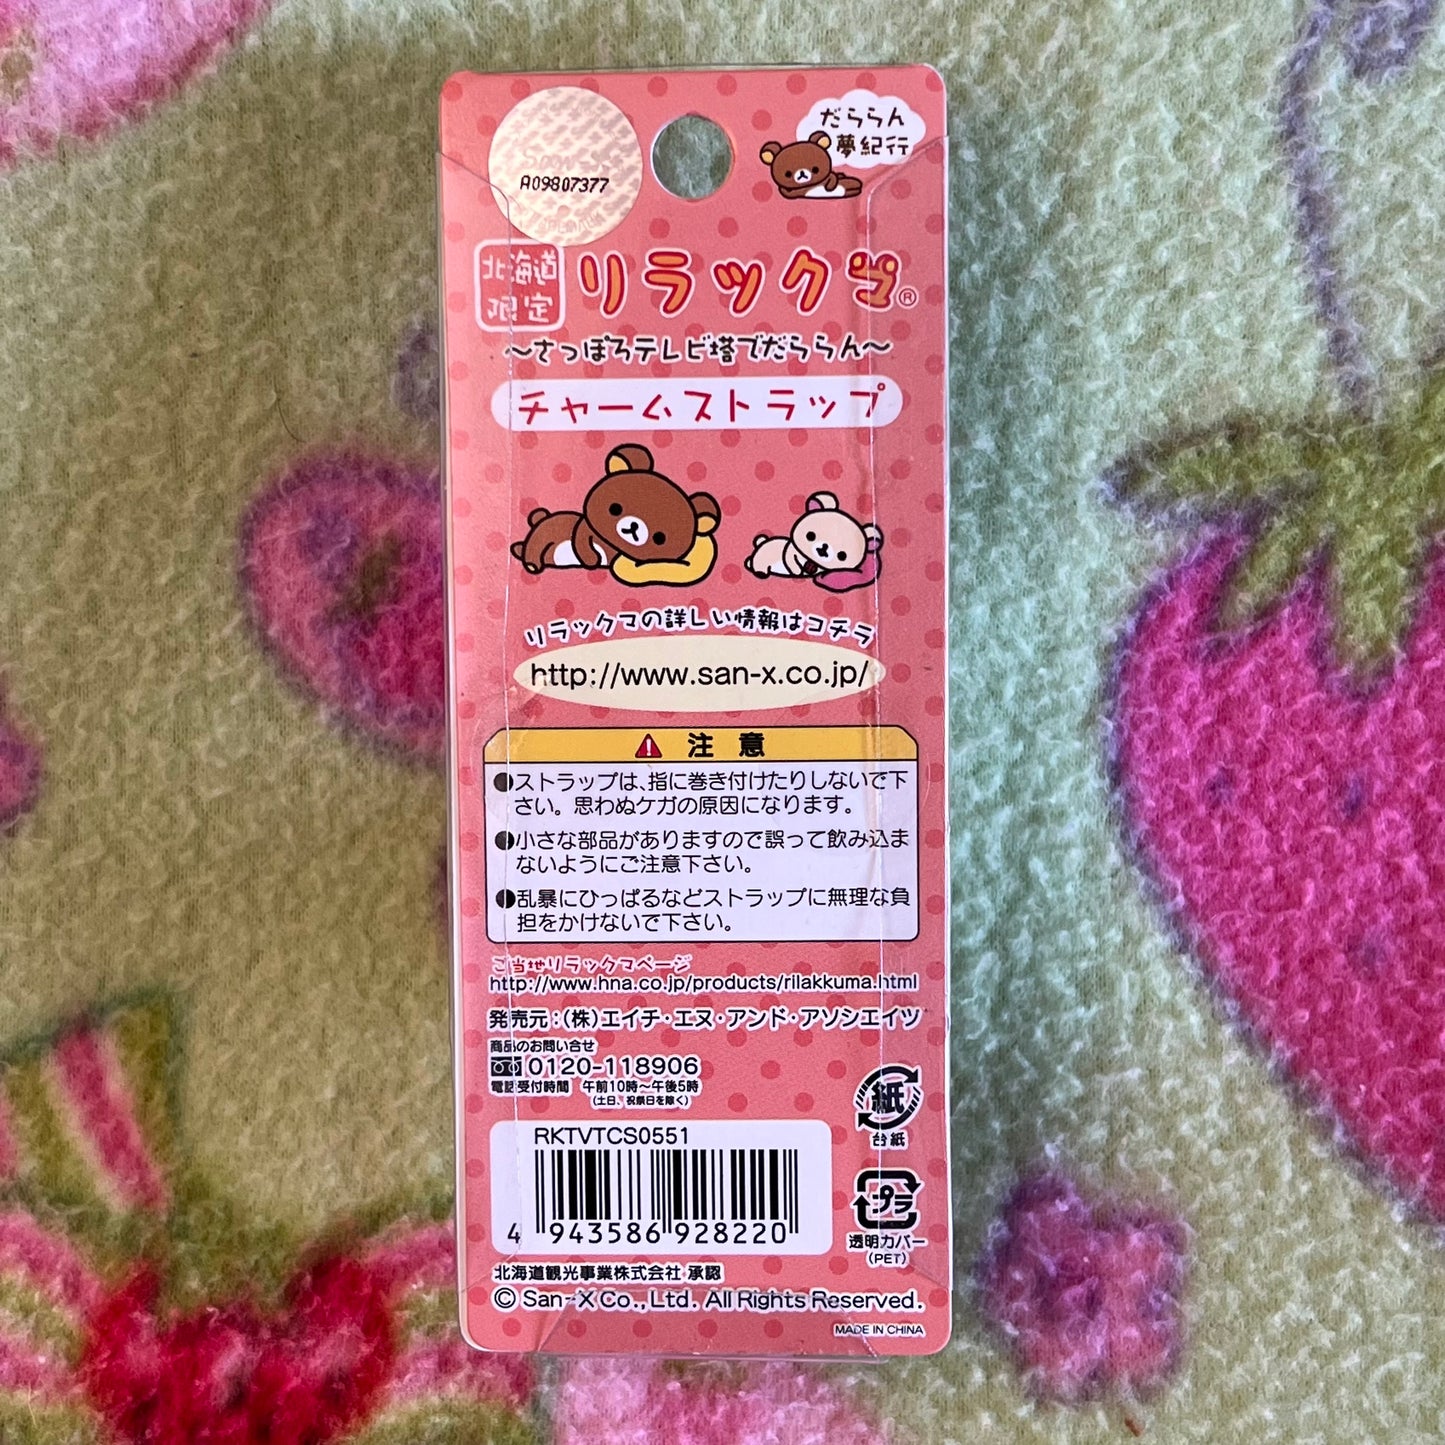 A09807377
だららん
夢紀行
北海道
限定
リラックマ®
～さっぽろテレビ塔でだららん～
チャームストラップ
リラックマの詳しい情報はコチラ
http://www.san-x.co.jp/
注意
●ストラップは、指に巻き付けたりしないで下
さい。思わぬケガの原因になります。
●小さな部品がありますので誤って飲み込ま
ないようにご注意下さい。
●乱暴にひっぱるなどストラップに無理な負
担をかけないで下さい。
ご当地リラックマページ
http://www.hna.co.jp/products/rilakkuma.html
発売元:(株)エイチ・エヌ・アンド・アソシエイツ
商品のお問い合せ
0120-118906
電話受付時間 午前10時～午後5時
(土日、祝祭日を除く)
紙
台紙
RKTVTCS0551
4 943586 928220
プラ
透明カバー
(PET)
北海道観光事業株式会社 承認
© San-X Co., Ltd. All Rights Reserved.
MADE IN CHINA